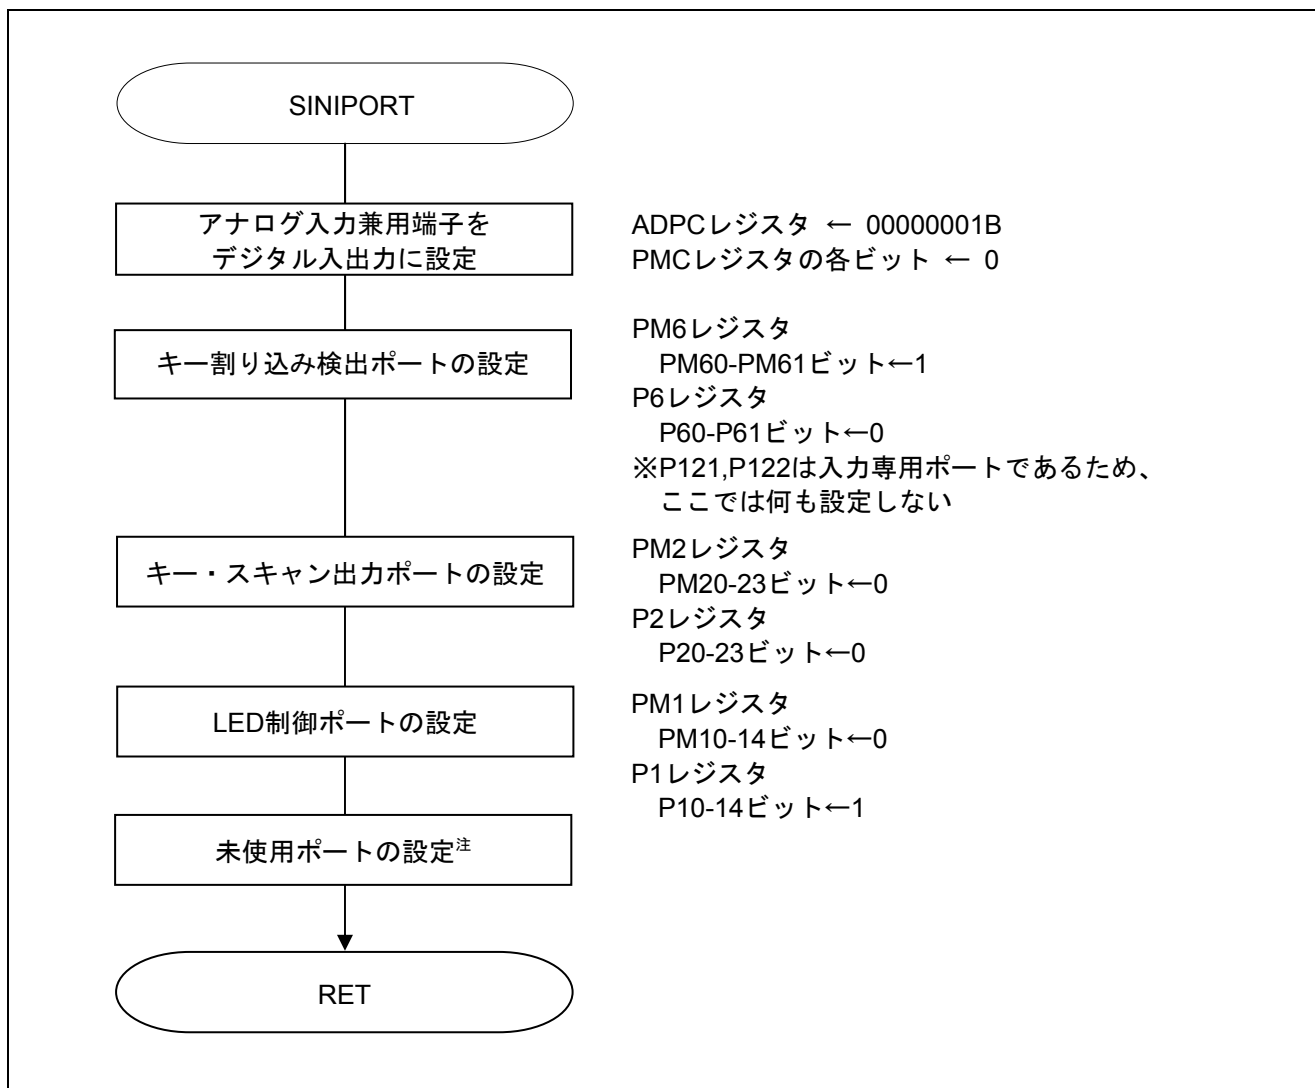 SINIPORT
アナログ入力兼用端子を
デジタル入出力に設定
ADPCレジスタ ← 00000001B
PMCレジスタの各ビット ← 0
キー割り込み検出ポートの設定
PM6レジスタ
PM60-PM61ビット←1
P6レジスタ
P60-P61ビット←0
※P121,P122は入力専用ポートであるため、
ここでは何も設定しない
キー・スキャン出力ポートの設定
PM2レジスタ
PM20-23ビット←0
P2レジスタ
P20-23ビット←0
LED制御ポートの設定
PM1レジスタ
PM10-14ビット←0
P1レジスタ
P10-14ビット←1
未使用ポートの設定注
RET